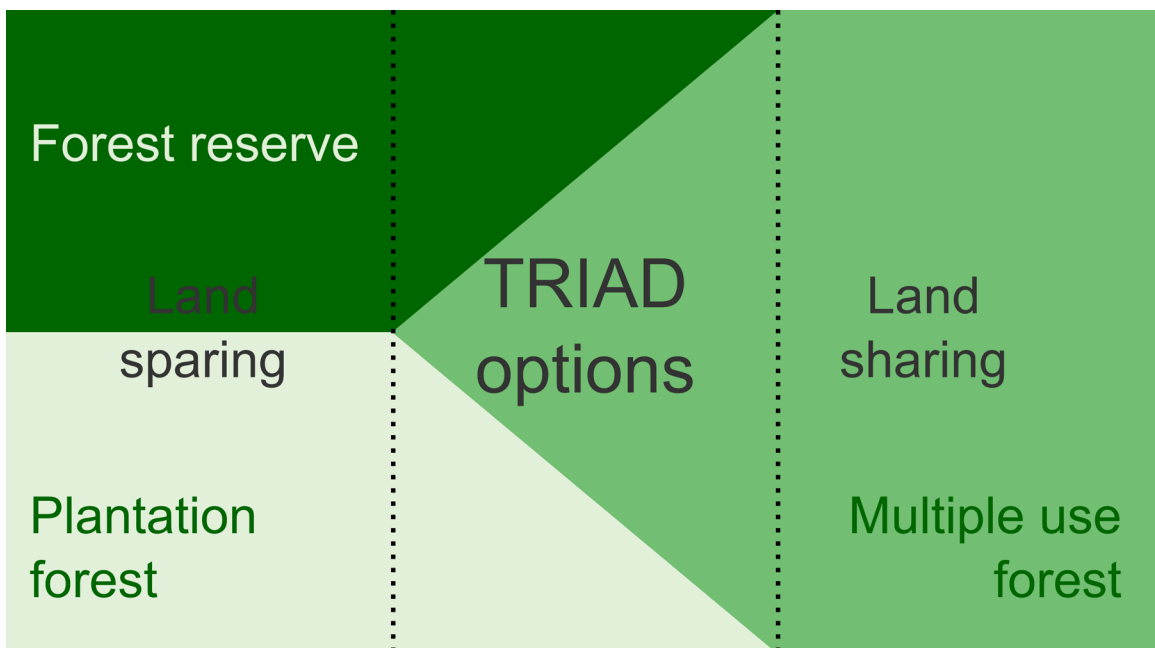 Forest reserve
Land
sparing
TRIAD
options
Land
sharing
Plantation
forest
Multiple use
forest